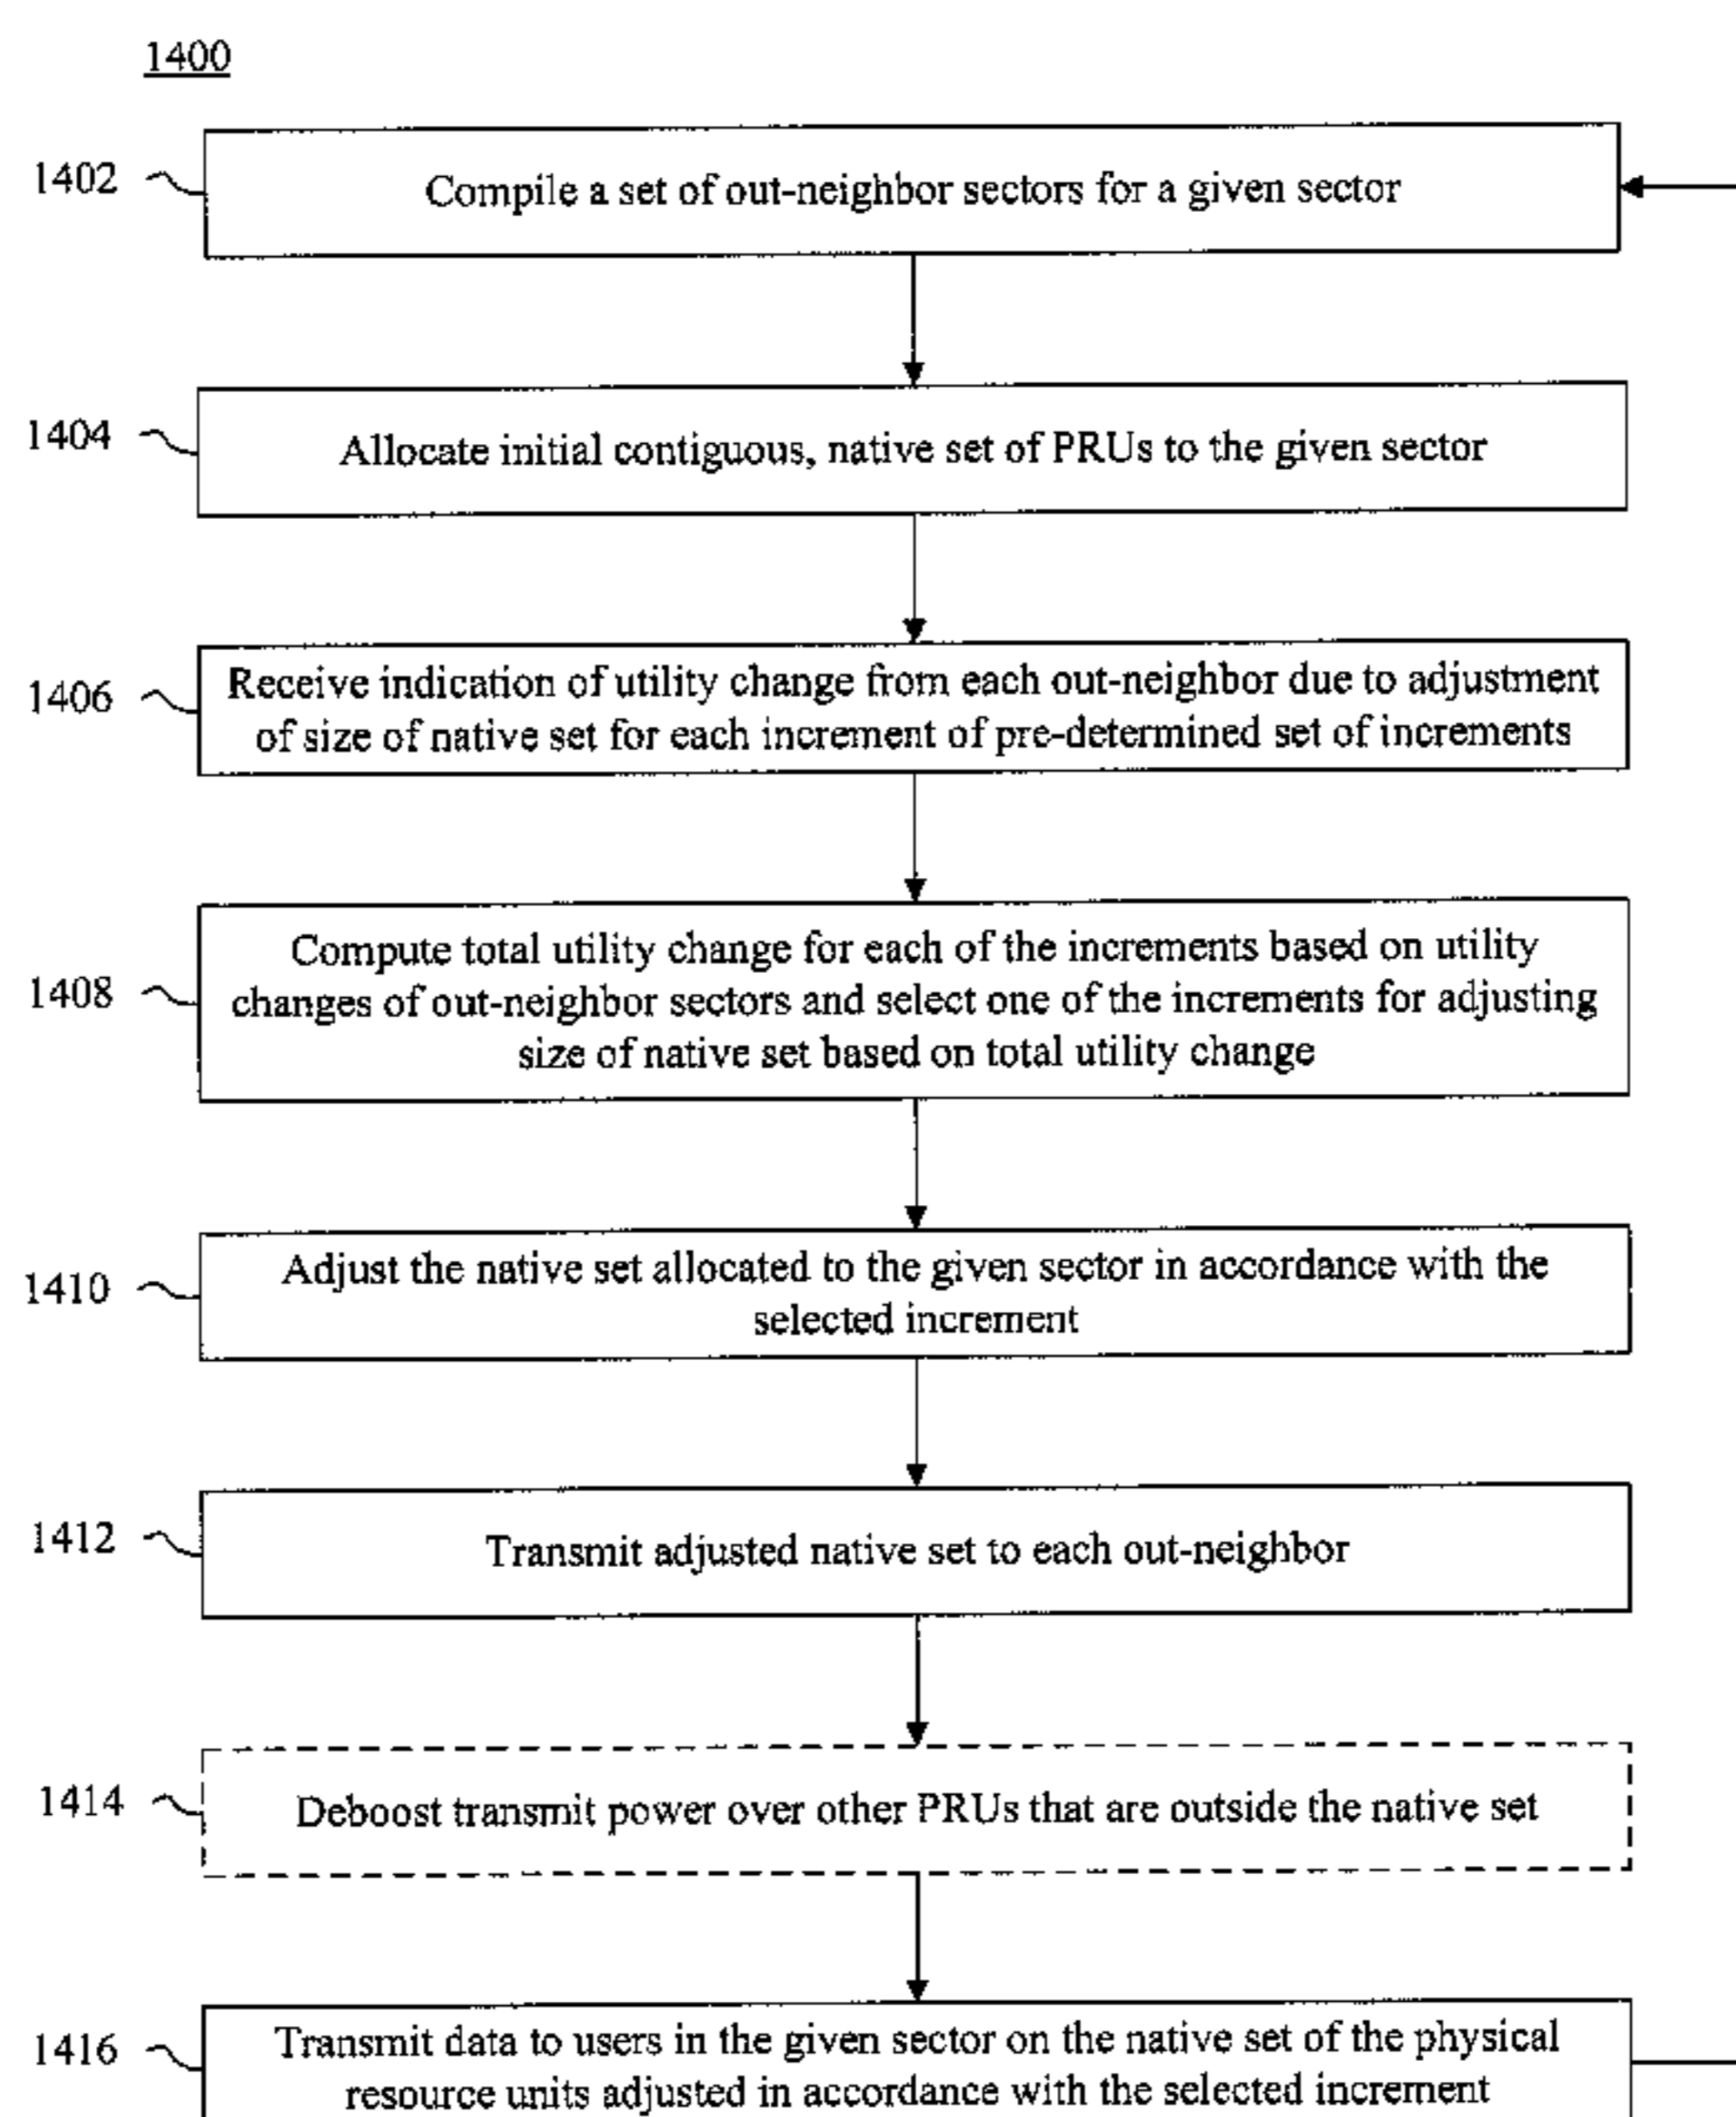 1400
1402
Compile a set of out-neighbor sectors for a given sector
1404
Allocate initial contiguous, native set of PRUs to the given sector
1406
Receive indication of utility change from each out-neighbor due to adjustment
of size of native set for each increment of pre-determined set of increments
1408
Compute total utility change for each of the increments based on utility
changes of out-neighbor sectors and select one of the increments for adjusting
size of native set based on total utility change
1410
Adjust the native set allocated to the given sector in accordance with the
selected increment
1412
Transmit adjusted native set to each out-neighbor
1414
Deboost transmit power over other PRUs that are outside the native set
1416
Transmit data to users in the given sector on the native set of the physical
resource units adjusted in accordance with the selected increment